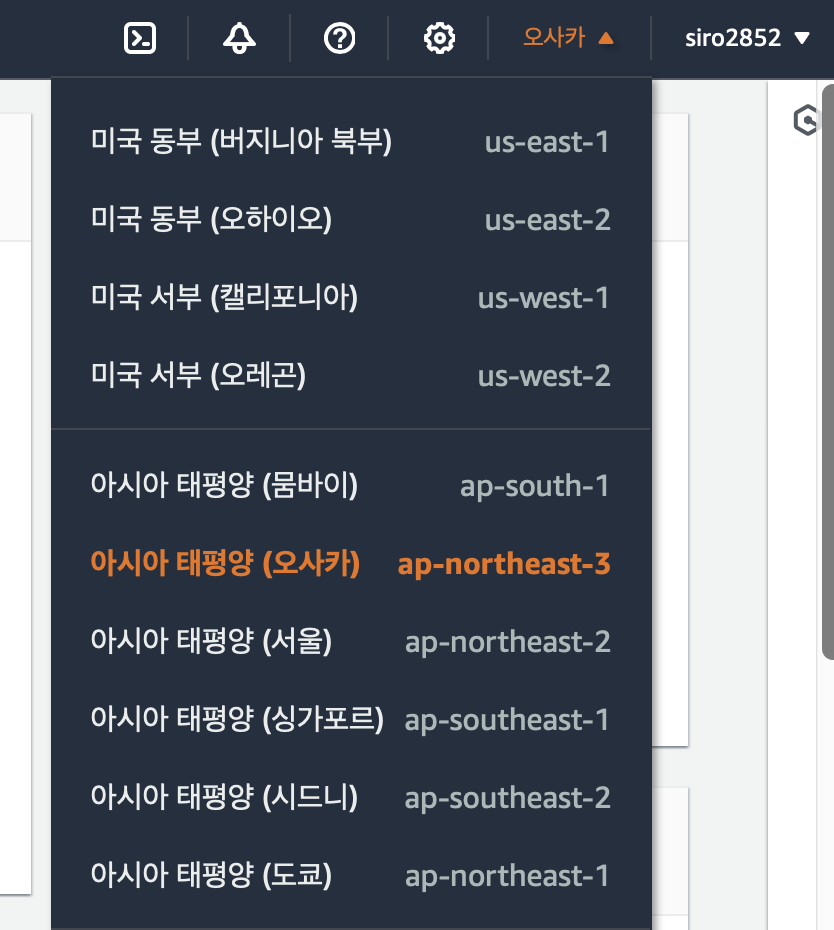 오사카 ▲ siro2852 ▼
미국 동부 (버지니아 북부) us-east-1
미국 동부 (오하이오) us-east-2
미국 서부 (캘리포니아) us-west-1
미국 서부 (오레곤) us-west-2
아시아 태평양 (뭄바이) ap-south-1
아시아 태평양 (오사카) ap-northeast-3
아시아 태평양 (서울) ap-northeast-2
아시아 태평양 (싱가포르) ap-southeast-1
아시아 태평양 (시드니) ap-southeast-2
아시아 태평양 (도쿄) ap-northeast-1